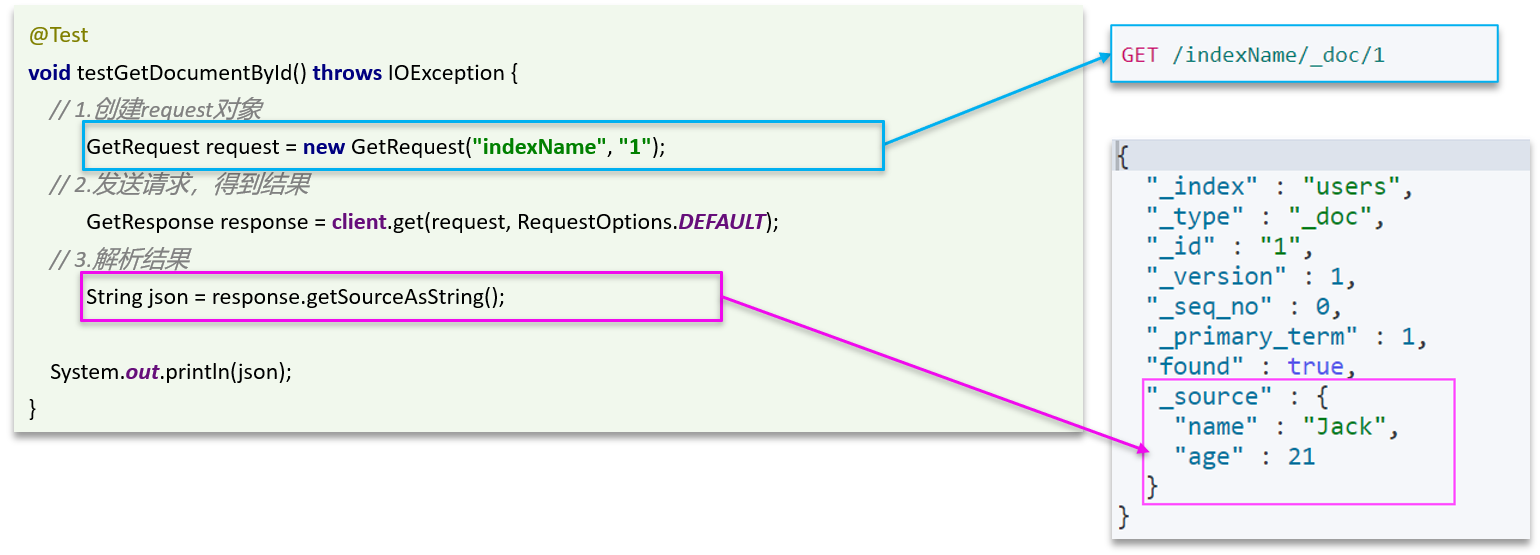 @Test
void testGetDocumentById() throws IOException {
// 1.创建request对象
GetRequest request = new GetRequest("indexName", "1");
// 2.发送请求，得到结果
GetResponse response = client.get(request, RequestOptions.DEFAULT);
// 3.解析结果
String json = response.getSourceAsString();
System.out.println(json);
}
GET /indexName/_doc/1
{
"_index" : "users",
"_type" : "_doc",
"_id" : "1",
"_version" : 1,
"_seq_no" : 0,
"_primary_term" : 1,
"found" : true,
"_source" : {
"name" : "Jack",
"age" : 21
}
}